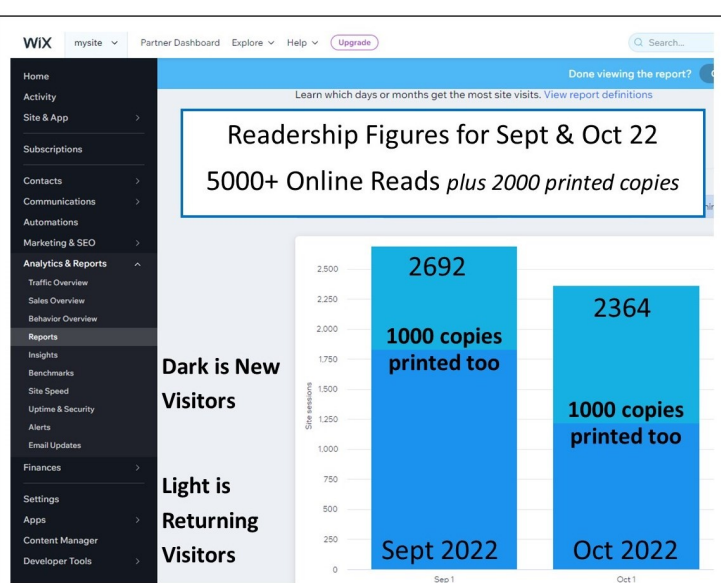 WiX mysite Partner Dashboard Explore Help Upgrade Search...
Done viewing the report?
Home
Activity
Site & App
Subscriptions
Contacts
Communications
Automations
Marketing & SEO
Analytics & Reports
Traffic Overview
Sales Overview
Behavior Overview
Reports
Insights
Benchmarks
Site Speed
Uptime & Security
Alerts
Email Updates
Finances
Settings
Apps
Content Manager
Developer Tools
Learn which days or months get the most site visits. View report definitions
Readership Figures for Sept & Oct 22
5000+ Online Reads plus 2000 printed copies
Dark is New
Visitors
Light is
Returning
Visitors
Site sessions
2,500
2,250
2,000
1,750
1,500
1,250
1,000
750
500
250
0
2692
1000 copies
printed too
Sept 2022
Sep 1
2364
1000 copies
printed too
Oct 2022
Oct 1